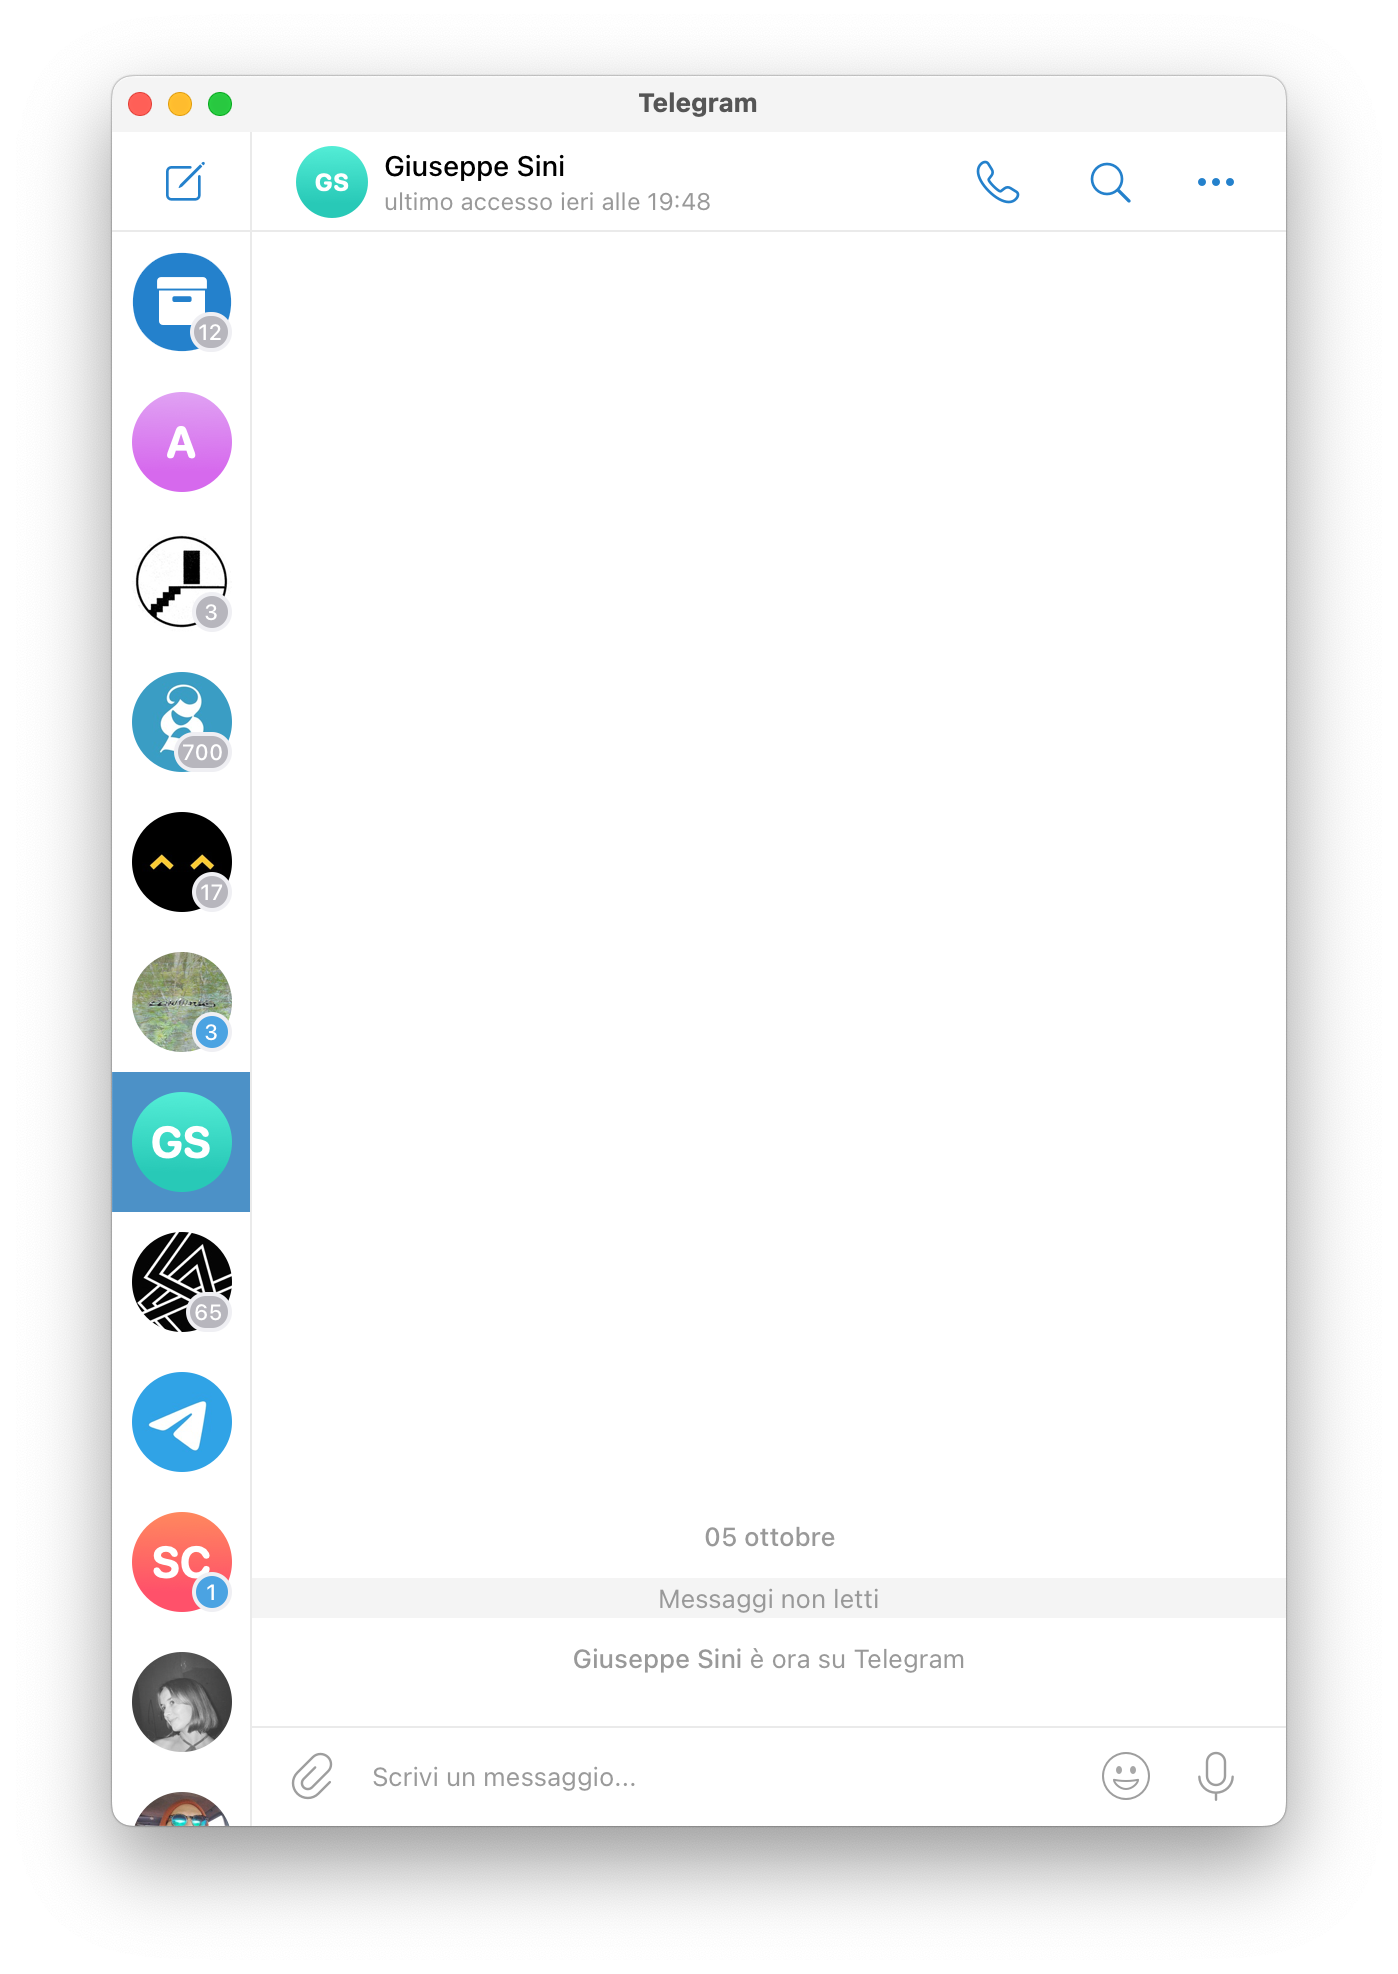 Telegram
Giuseppe Sini
ultimo accesso ieri alle 19:48
GS
12
A
3
700
17
3
GS
65
SC
1
05 ottobre
Messaggi non letti
Giuseppe Sini è ora su Telegram
Scrivi un messaggio...